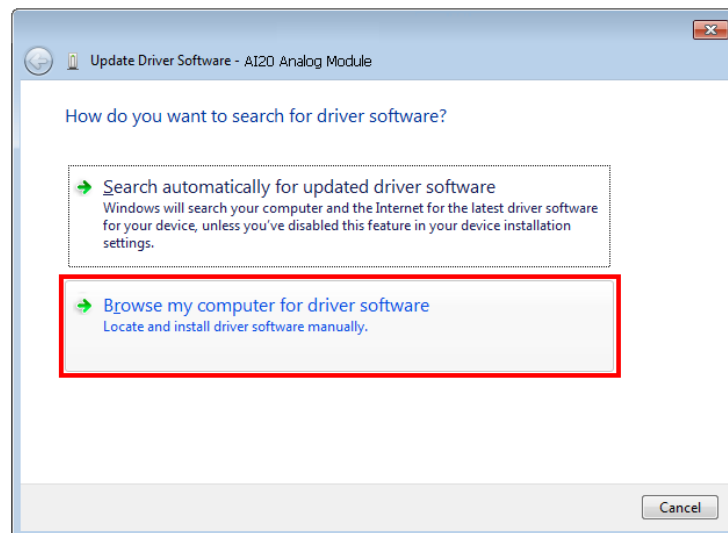 Update Driver Software - AI20 Analog Module
How do you want to search for driver software?
Search automatically for updated driver software
Windows will search your computer and the Internet for the latest driver software
for your device, unless you've disabled this feature in your device installation
settings.
Browse my computer for driver software
Locate and install driver software manually.
Cancel